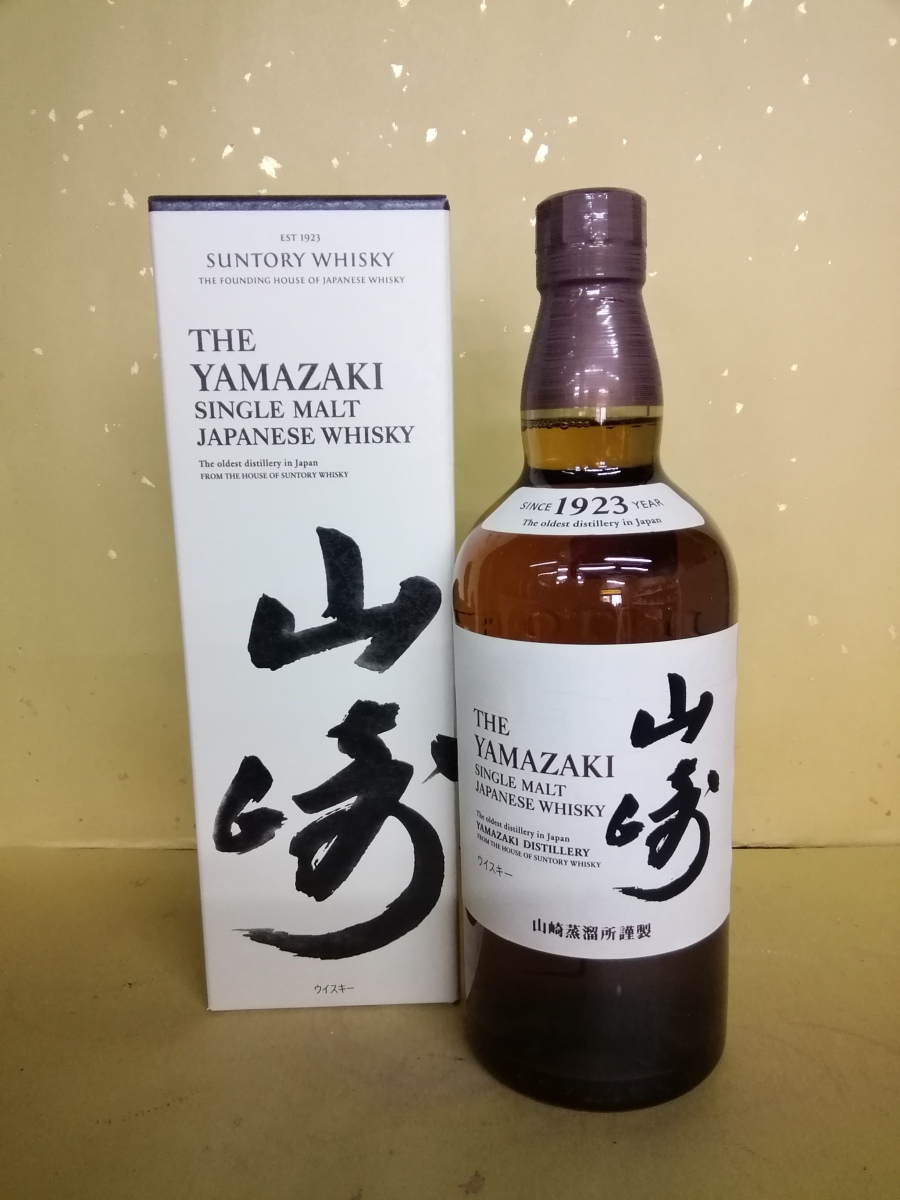 EST 1923
SUNTORY WHISKY
THE FOUNDING HOUSE OF JAPANESE WHISKY
THE
YAMAZAKI
SINGLE MALT
JAPANESE WHISKY
The oldest distillery in Japan
FROM THE HOUSE OF SUNTORY WHISKY
山崎
ウイスキー
SINCE 1923 YEAR
The oldest distillery in Japan
THE
YAMAZAKI
SINGLE MALT
JAPANESE WHISKY
The oldest distillery in Japan
YAMAZAKI DISTILLERY
FROM THE HOUSE OF SUNTORY WHISKY
ウイスキー
山崎
山崎蒸溜所謹製